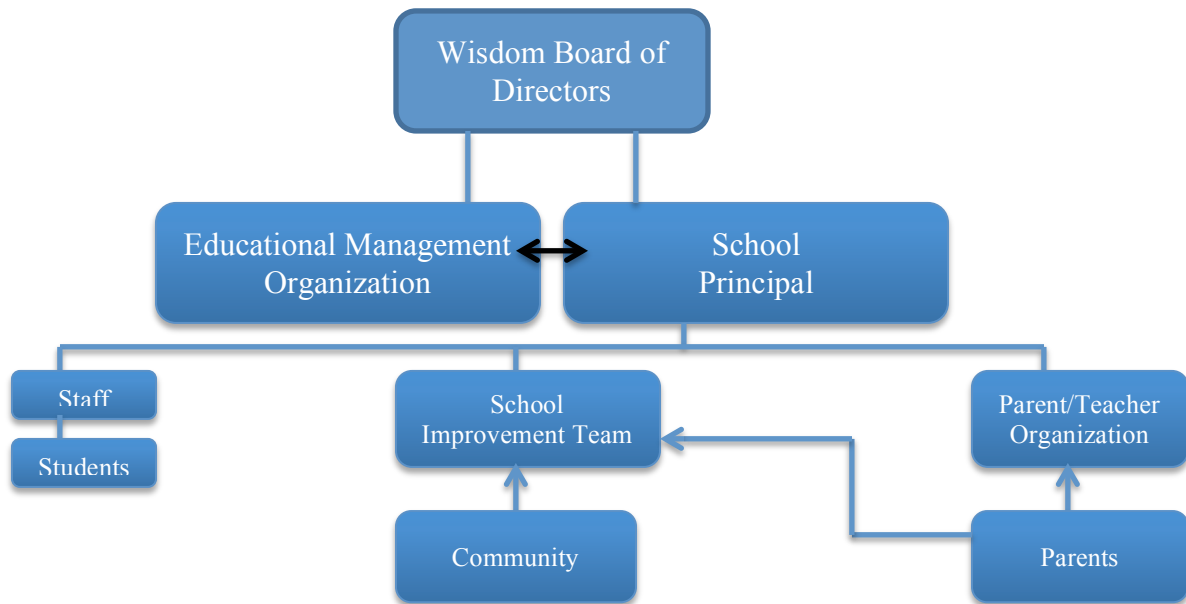 Wisdom Board of
Directors
Educational Management
Organization
School
Principal
Staff
School
Improvement Team
Parent/Teacher
Organization
Students
Community
Parents